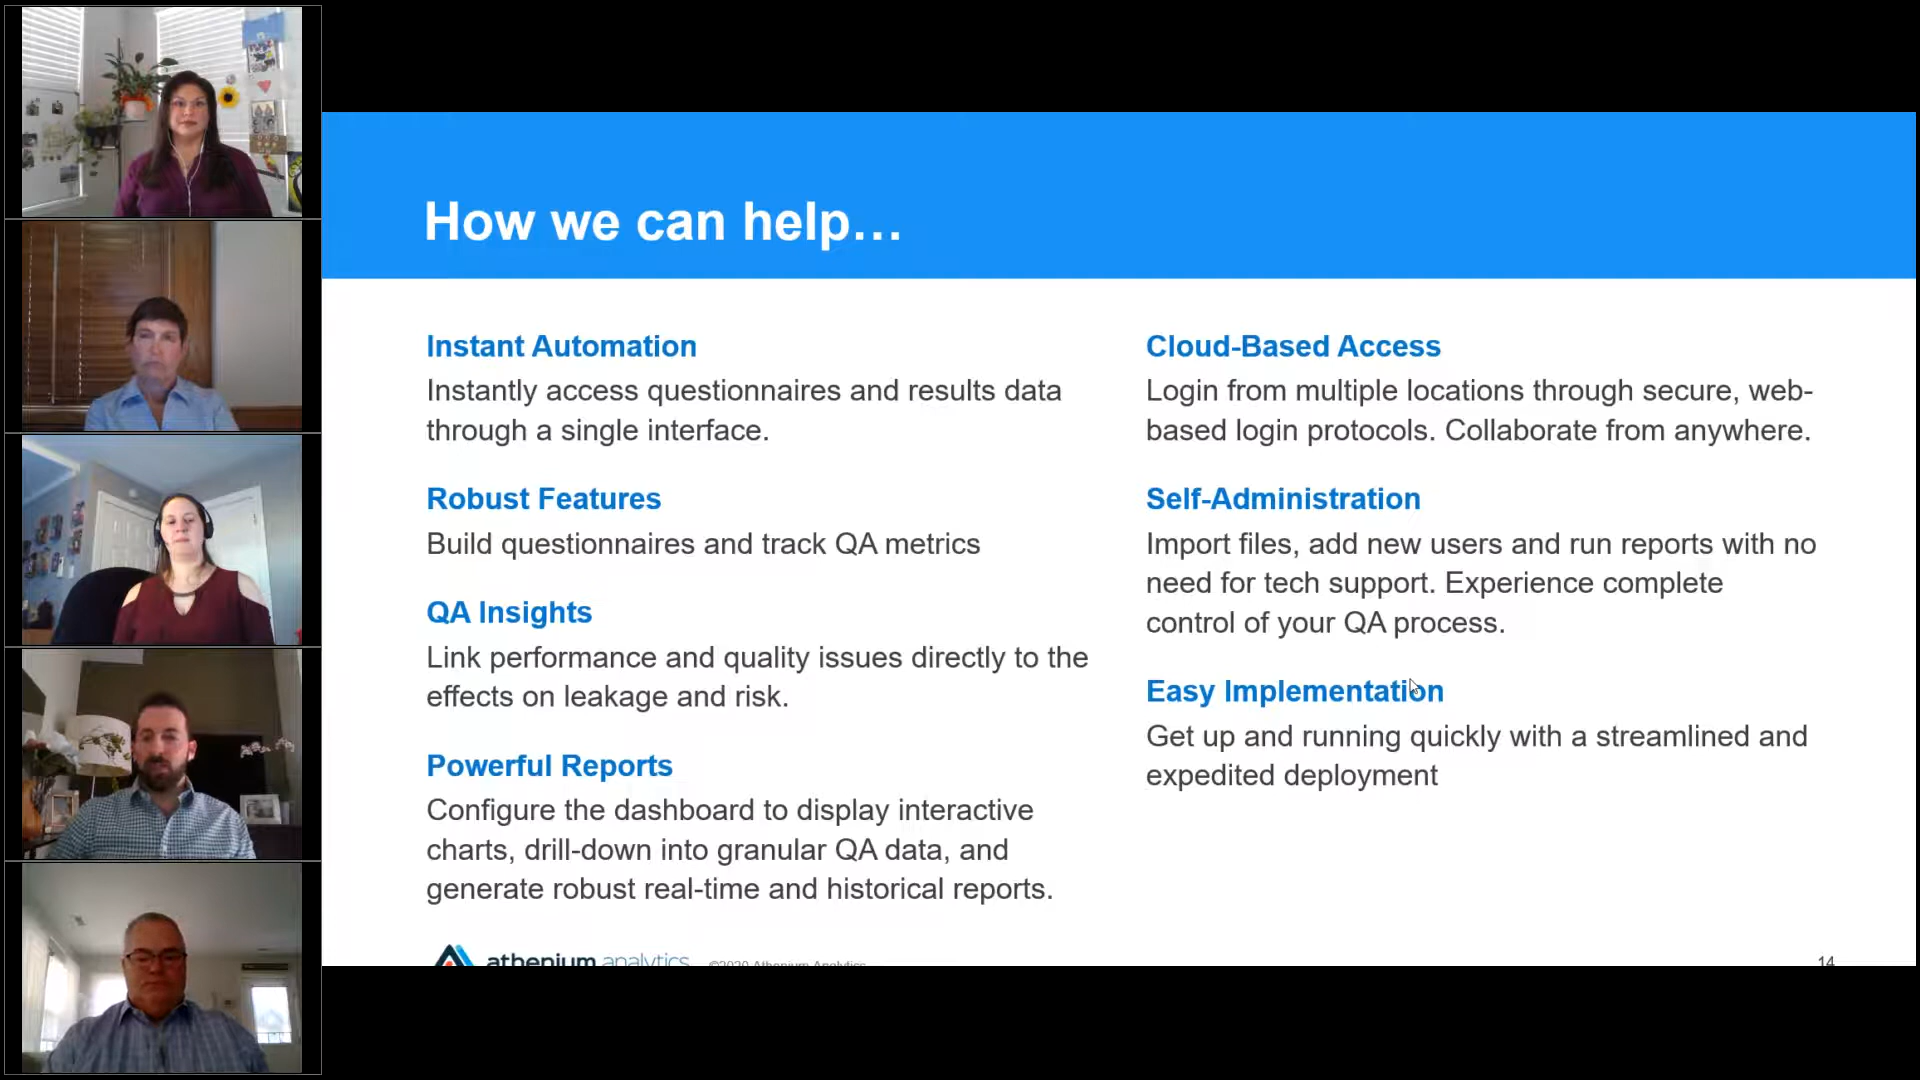 How we can help…
Instant Automation
Instantly access questionnaires and results data
through a single interface.
Robust Features
Build questionnaires and track QA metrics
QA Insights
Link performance and quality issues directly to the
effects on leakage and risk.
Powerful Reports
Configure the dashboard to display interactive
charts, drill-down into granular QA data, and
generate robust real-time and historical reports.
Cloud-Based Access
Login from multiple locations through secure, web-
based login protocols. Collaborate from anywhere.
Self-Administration
Import files, add new users and run reports with no
need for tech support. Experience complete
control of your QA process.
Easy Implementation
Get up and running quickly with a streamlined and
expedited deployment
athenium analytics ©2020 Athenium Analytics
14